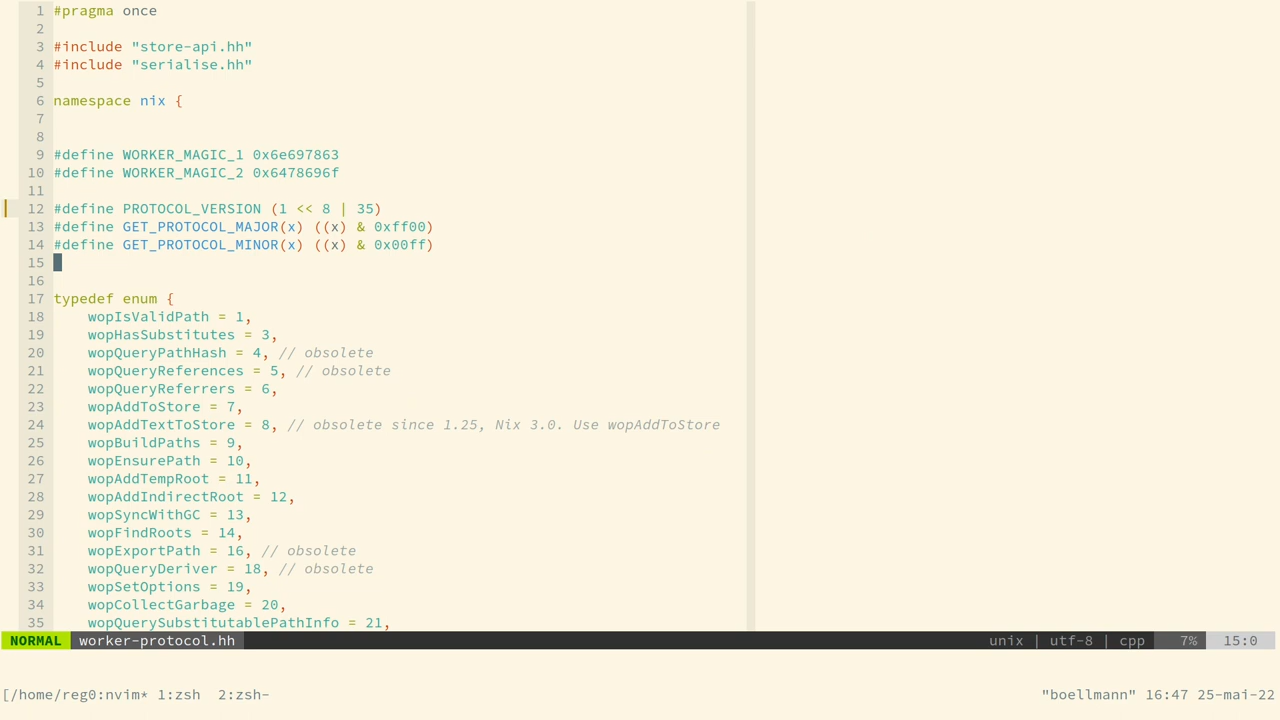 1 #pragma once
2
3 #include "store-api.hh"
4 #include "serialise.hh"
5
6 namespace nix {
7
8
9 #define WORKER_MAGIC_1 0x6e697863
10 #define WORKER_MAGIC_2 0x6478696f
11
12 #define PROTOCOL_VERSION (1 << 8 | 35)
13 #define GET_PROTOCOL_MAJOR(x) ((x) & 0xff00)
14 #define GET_PROTOCOL_MINOR(x) ((x) & 0x00ff)
15
16
17 typedef enum {
18     wopIsValidPath = 1,
19     wopHasSubstitutes = 3,
20     wopQueryPathHash = 4, // obsolete
21     wopQueryReferences = 5, // obsolete
22     wopQueryReferrers = 6,
23     wopAddToStore = 7,
24     wopAddTextToStore = 8, // obsolete since 1.25, Nix 3.0. Use wopAddToStore
25     wopBuildPaths = 9,
26     wopEnsurePath = 10,
27     wopAddTempRoot = 11,
28     wopAddIndirectRoot = 12,
29     wopSyncWithGC = 13,
30     wopFindRoots = 14,
31     wopExportPath = 16, // obsolete
32     wopQueryDeriver = 18, // obsolete
33     wopSetOptions = 19,
34     wopCollectGarbage = 20,
35     wopQuerySubstitutablePathInfo = 21,
NORMAL worker-protocol.hh unix | utf-8 | cpp 7% 15:0
[/home/reg0:nvim* 1:zsh  2:zsh- "boellmann" 16:47 25-mai-22